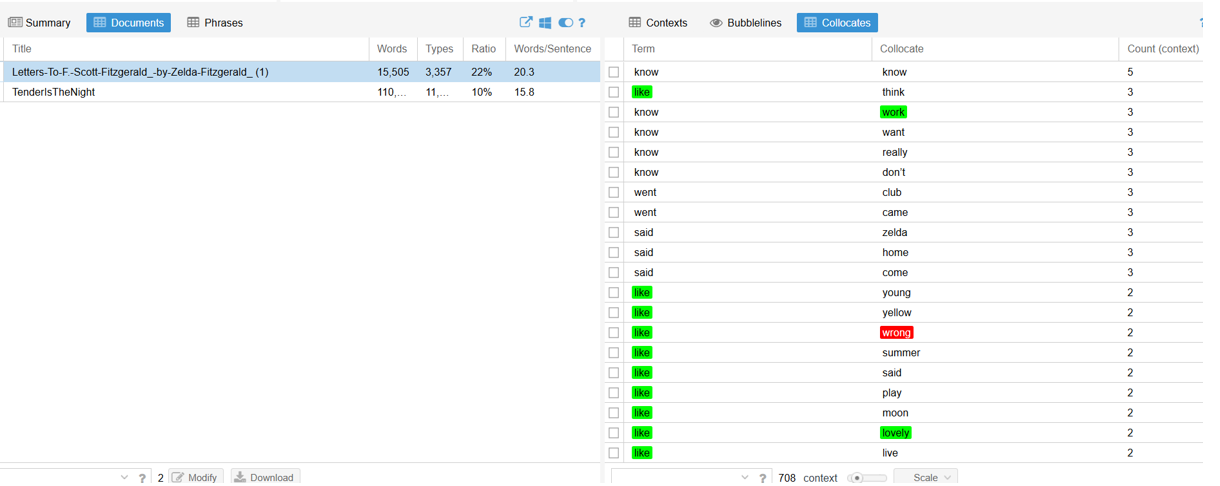 Summary Documents Phrases ?
Title Words Types Ratio Words/Sentence
Letters-To-F.-Scott-Fitzgerald_-by-Zelda-Fitzgerald_ (1) 15,505 3,357 22% 20.3
TenderIsTheNight 110,... 11,... 10% 15.8
? 2 Modify Download
Contexts Bubblelines Collocates ?
Term Collocate Count (context)
know know 5
like think 3
know work 3
know want 3
know really 3
know don't 3
went club 3
went came 3
said zelda 3
said home 3
said come 3
like young 2
like yellow 2
like wrong 2
like summer 2
like said 2
like play 2
like moon 2
like lovely 2
like live 2
? 708 context Scale